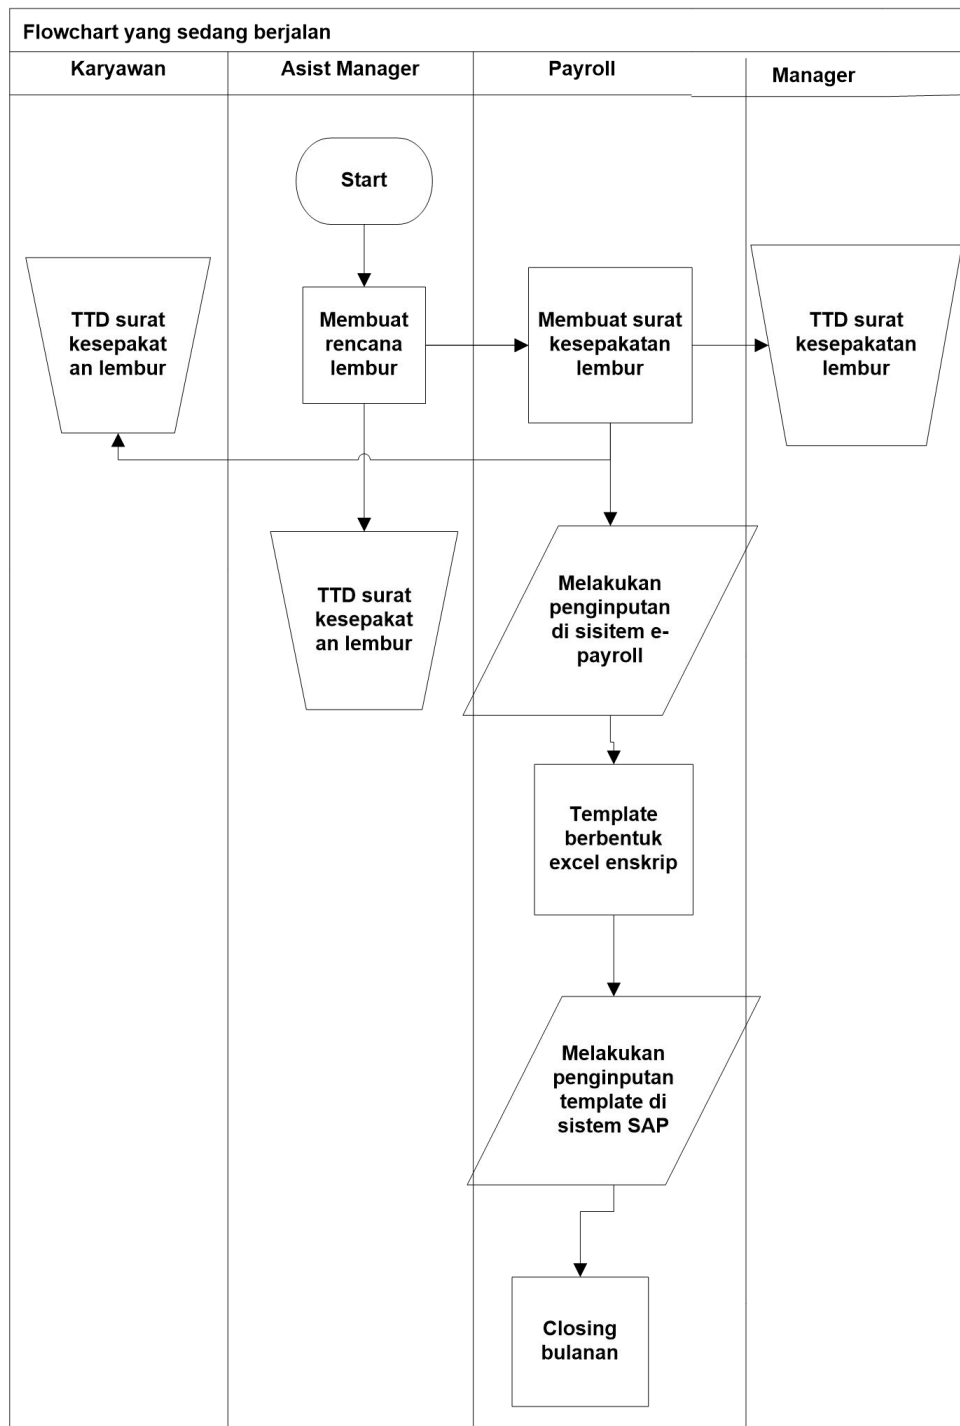 Flowchart yang sedang berjalan
Karyawan
Asist Manager
Payroll
Manager
Start
TTD surat
kesepakat
an lembur
Membuat
rencana
lembur
Membuat surat
kesepakatan
lembur
TTD surat
kesepakatan
lembur
TTD surat
kesepakat
an lembur
Melakukan
penginputan
di sisitem e-
payroll
Template
berbentuk
excel enskrip
Melakukan
penginputan
template di
sistem SAP
Closing
bulanan